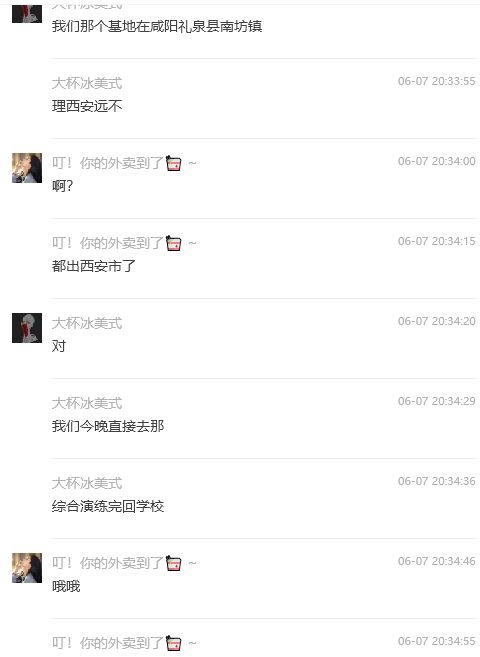 大杯冰美式
我们那个基地在咸阳礼泉县南坊镇
大杯冰美式 06-07 20:33:55
理西安远不
叮！你的外卖到了 ~ 06-07 20:34:00
啊?
叮！你的外卖到了 ~ 06-07 20:34:15
都出西安市了
大杯冰美式 06-07 20:34:20
对
大杯冰美式 06-07 20:34:29
我们今晚直接去那
大杯冰美式 06-07 20:34:36
综合演练完回学校
叮！你的外卖到了 ~ 06-07 20:34:46
哦哦
叮！你的外卖到了 ~ 06-07 20:34:55